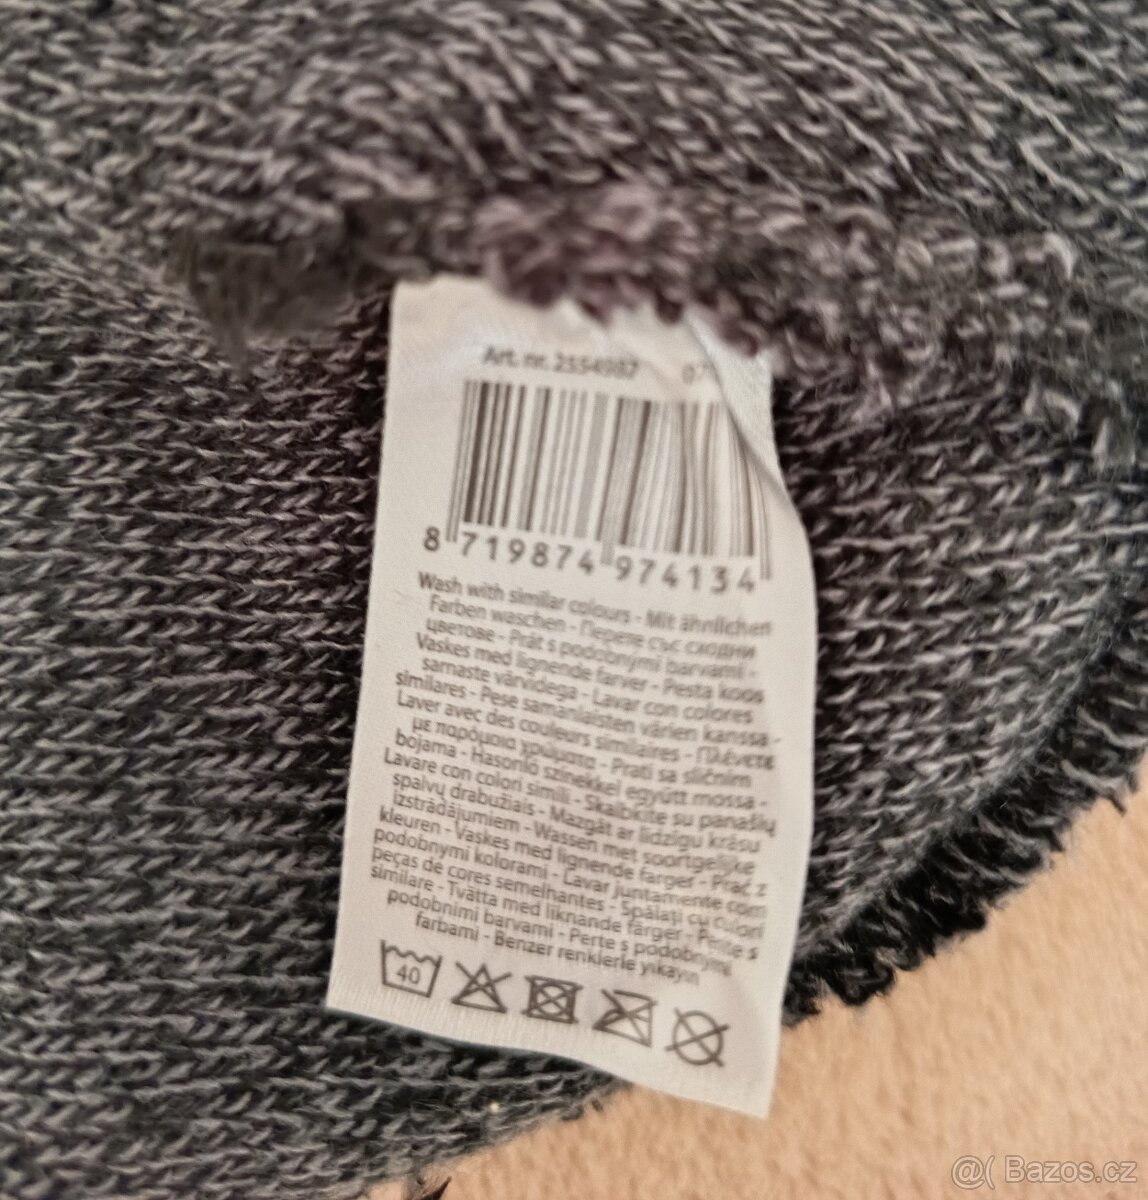 Art. nr. 2554987
8 719874 974134
Wash with similar colours - Mit ähnlichen
Farben waschen - Перете със сходни
цветове - Prát s podobnými barvami -
Vaskes med lignende farver - Pesta koos
samaste värvidega - Lavar con colores
similares - Pese samanlaisten värien kanssa -
Laver avec des couleurs similaires - Πλένετε
με παρόμοια χρώματα - Prati sa sličnim
bojama - Hasonló színekkel együtt mossa -
Lavare con colori simili - Skalbkite su panašių
spalvų drabužiais - Mazgāt ar līdzīgu krāsu
izstrādājumiem - Wassen met soortgelijke
kleuren - Vaskes med lignende farger - Prać z
podobnymi kolorami - Lavar juntamente com
peças de cores semelhantes - Spălați cu culori
similare - Tvätta med liknande färger - Perte s
podobnimi barvami - Perte s podobnými
farbami - Benzer renklerle yıkayın
40
@( Bazos.cz